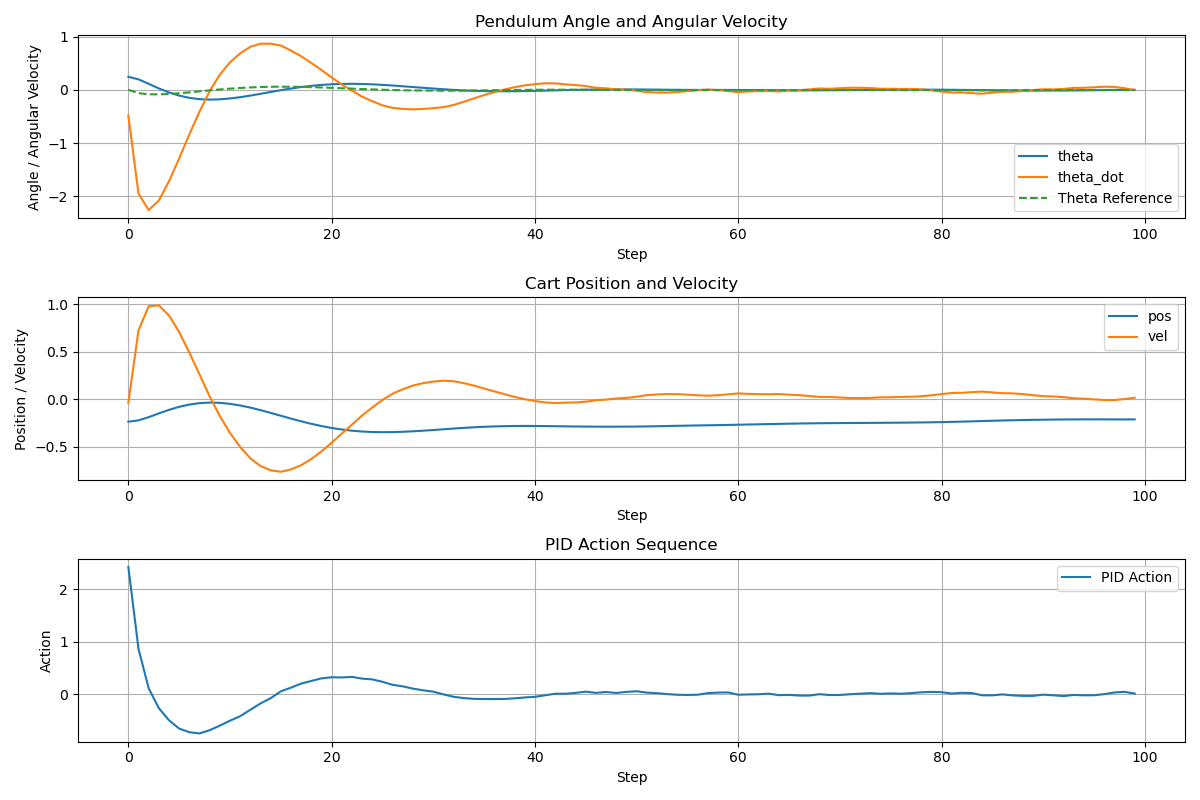 Pendulum Angle and Angular Velocity
Angle / Angular Velocity
1
0
−1
−2
theta
theta_dot
Theta Reference
0 20 40 60 80 100
Step
Cart Position and Velocity
Position / Velocity
1.0
0.5
0.0
−0.5
pos
vel
0 20 40 60 80 100
Step
PID Action Sequence
Action
2
1
0
PID Action
0 20 40 60 80 100
Step